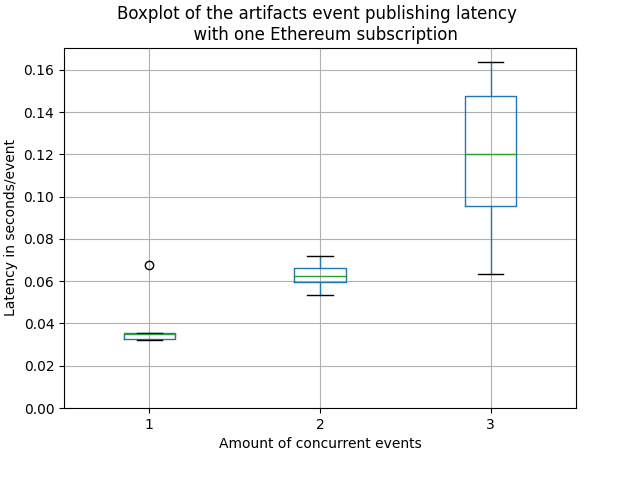 Boxplot of the artifacts event publishing latency
with one Ethereum subscription
Latency in seconds/event
0.16
0.14
0.12
0.10
0.08
0.06
0.04
0.02
0.00
1 2 3
Amount of concurrent events